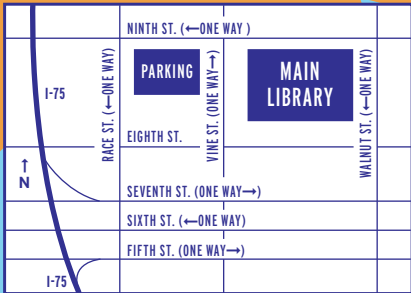 NINTH ST. (←ONE WAY )
I-75
RACE ST. (←ONE WAY)
PARKING
VINE ST. (ONE WAY→)
MAIN
LIBRARY
WALNUT ST. (←ONE WAY)
EIGHTH ST.
↑
N
SEVENTH ST. (ONE WAY→)
SIXTH ST. (←ONE WAY)
FIFTH ST. (ONE WAY→)
I-75